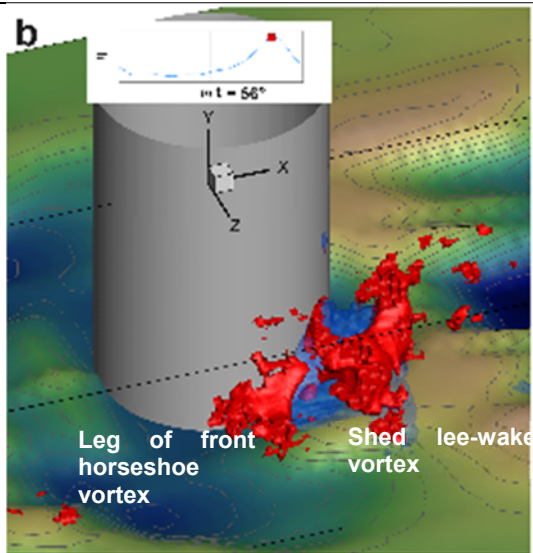 b
ω t = 56°
Y
X
Z
Leg of front
horseshoe
vortex
Shed lee-wake
vortex